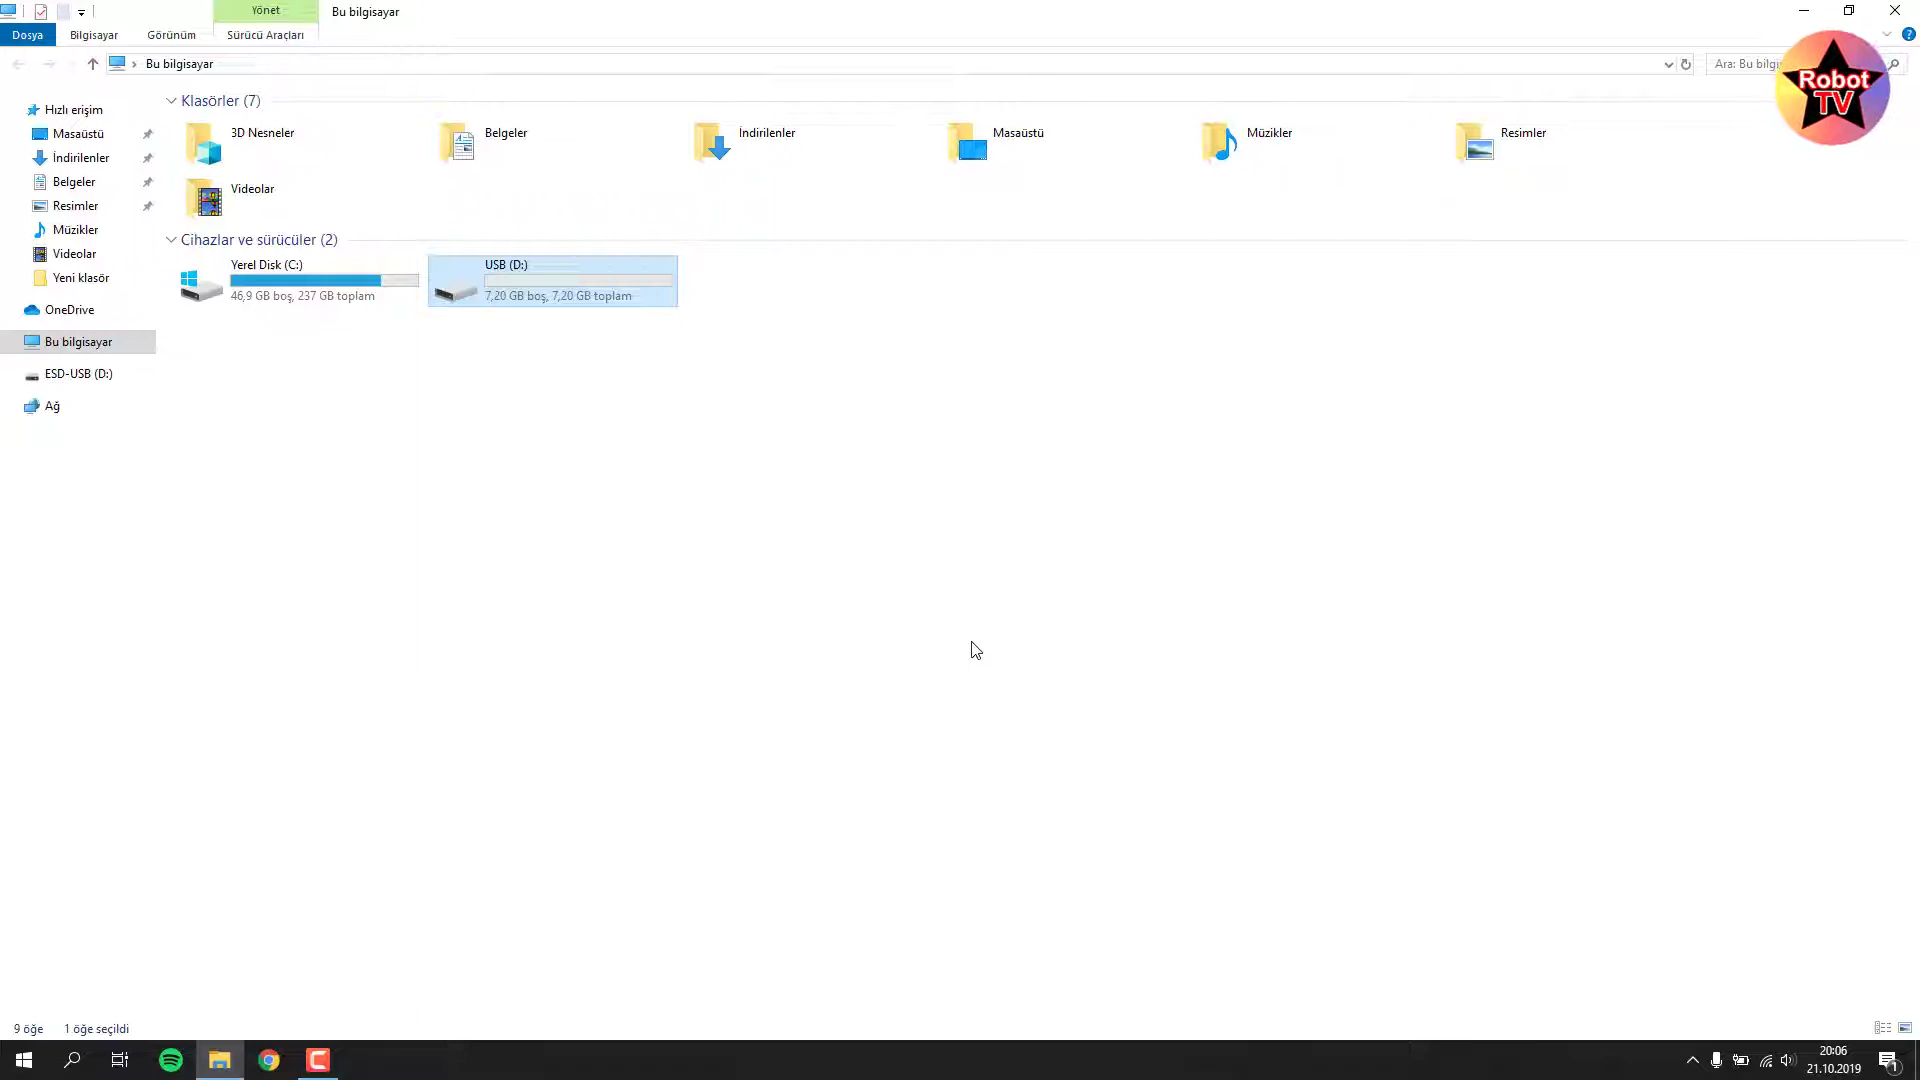 Yönet
Bu bilgisayar
Dosya
Bilgisayar
Görünüm
Sürücü Araçları
Bu bilgisayar
Ara: Bu bilgi
Robot
TV
Hızlı erişim
Masaüstü
İndirilenler
Belgeler
Resimler
Müzikler
Videolar
Yeni klasör
OneDrive
Bu bilgisayar
ESD-USB (D:)
Ağ
Klasörler (7)
3D Nesneler
Belgeler
İndirilenler
Masaüstü
Müzikler
Resimler
Videolar
Cihazlar ve sürücüler (2)
Yerel Disk (C:)
46,9 GB boş, 237 GB toplam
USB (D:)
7,20 GB boş, 7,20 GB toplam
9 öğe
1 öğe seçildi
20:06
21.10.2019
1